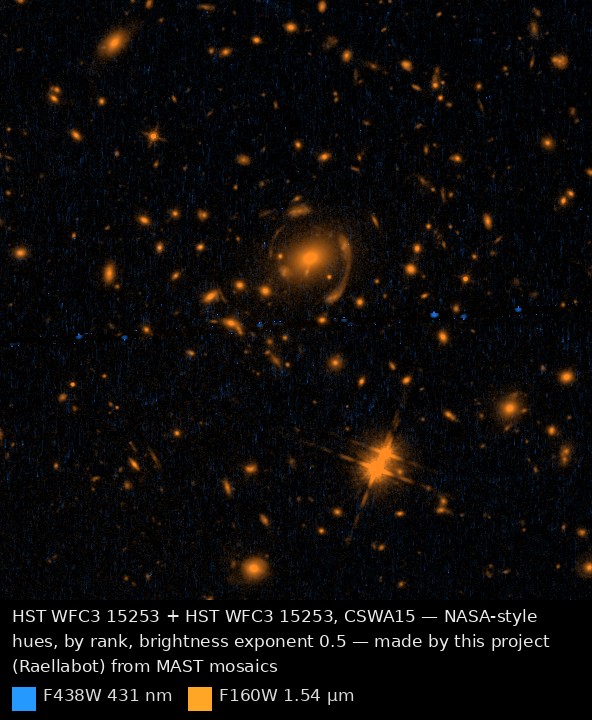 HST WFC3 15253 + HST WFC3 15253, CSWA15 — NASA-style
hues, by rank, brightness exponent 0.5 — made by this project
(Raellabot) from MAST mosaics
F438W 431 nm F160W 1.54 µm